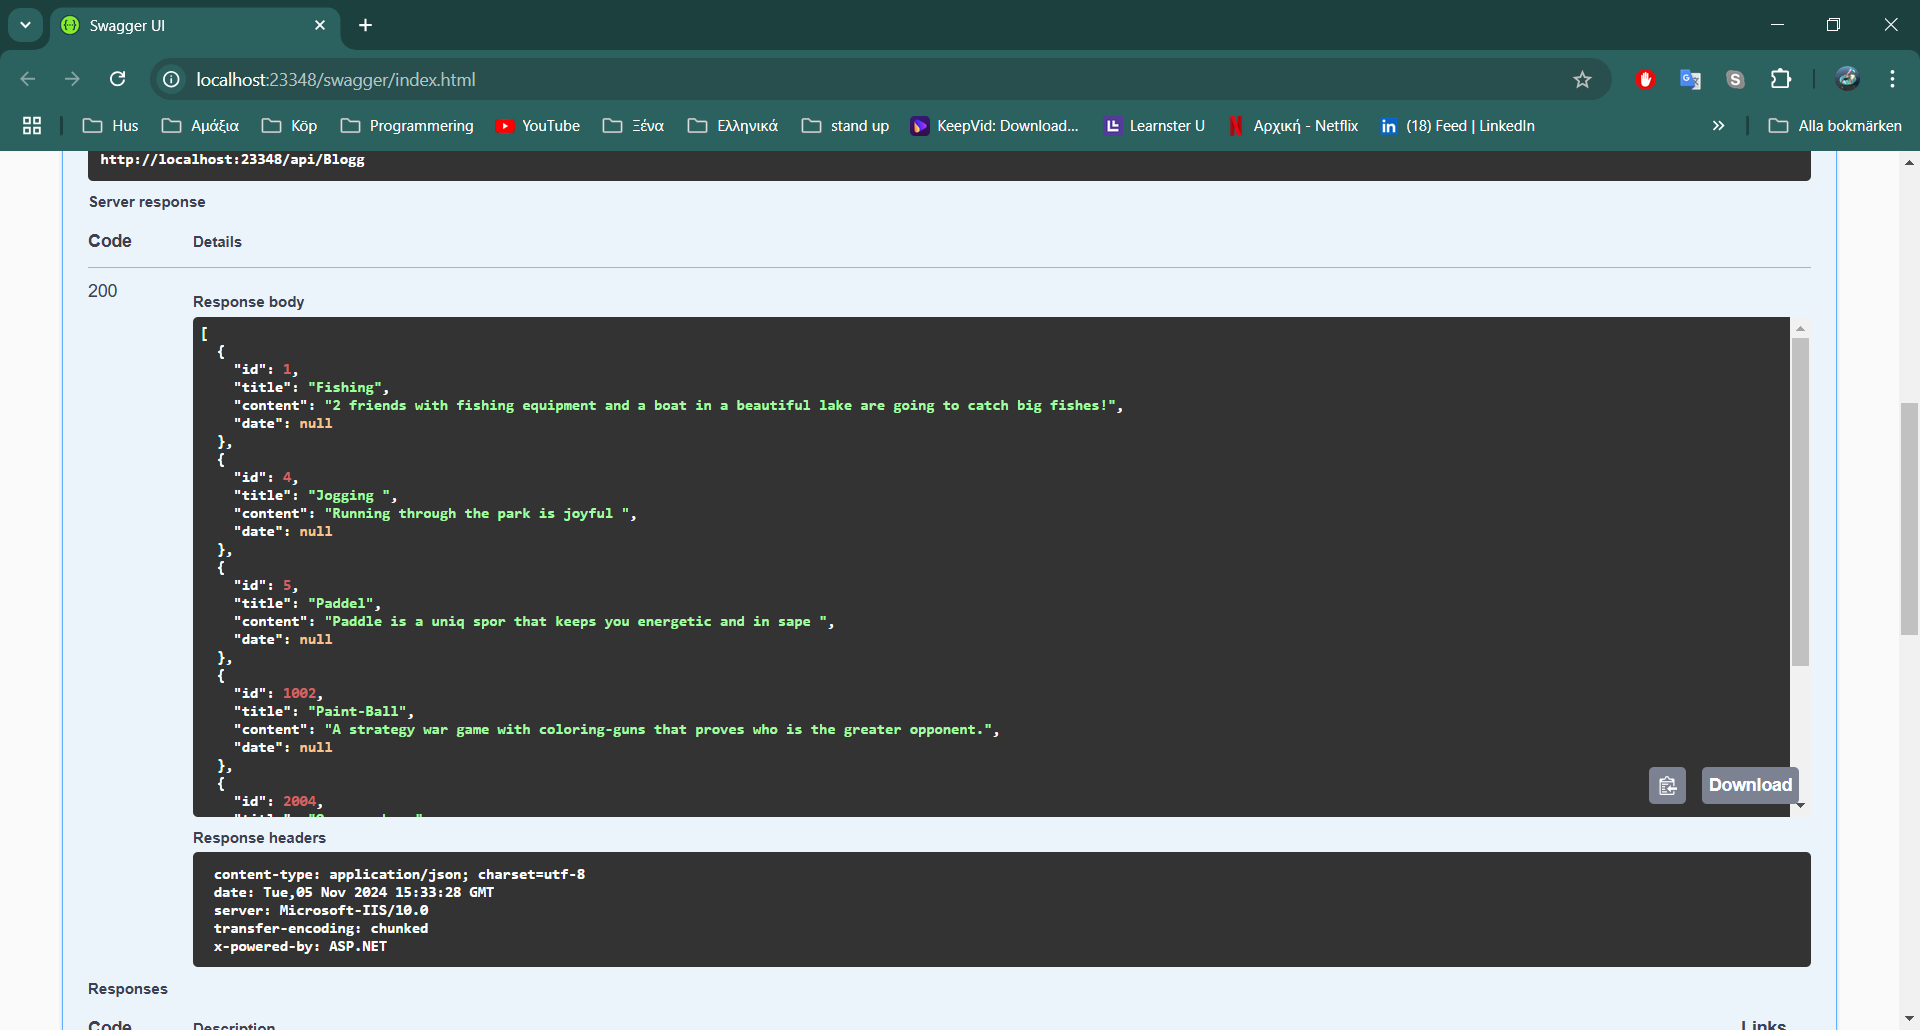 Swagger UI
localhost:23348/swagger/index.html
Hus Αμάξια Köp Programmering YouTube Ξένα Ελληνικά stand up KeepVid: Download... Learnster U Αρχική - Netflix (18) Feed | LinkedIn Alla bokmärken
http://localhost:23348/api/Blogg
Server response
Code Details
200
Response body
[
{
"id": 1,
"title": "Fishing",
"content": "2 friends with fishing equipment and a boat in a beautiful lake are going to catch big fishes!",
"date": null
},
{
"id": 4,
"title": "Jogging ",
"content": "Running through the park is joyful ",
"date": null
},
{
"id": 5,
"title": "Paddel",
"content": "Paddle is a uniq spor that keeps you energetic and in sape ",
"date": null
},
{
"id": 1002,
"title": "Paint-Ball",
"content": "A strategy war game with coloring-guns that proves who is the greater opponent.",
"date": null
},
{
"id": 2004,
Download
Response headers
content-type: application/json; charset=utf-8
date: Tue,05 Nov 2024 15:33:28 GMT
server: Microsoft-IIS/10.0
transfer-encoding: chunked
x-powered-by: ASP.NET
Responses
Code Description Links